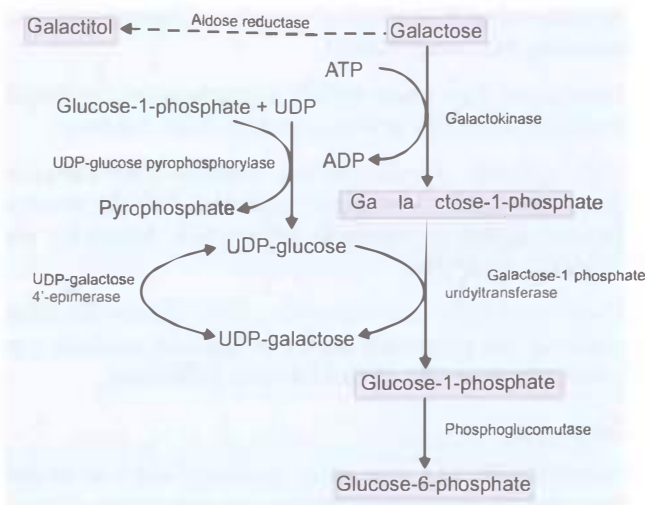 Galactitol
Aldose reductase
Galactose
ATP
Glucose-1-phosphate + UDP
Galactokinase
UDP-glucose pyrophosphorylase
ADP
Pyrophosphate
Ga la ctose-1-phosphate
UDP-glucose
UDP-galactose
4'-epimerase
Galactose-1 phosphate
uridyltransferase
UDP-galactose
Glucose-1-phosphate
Phosphoglucomutase
Glucose-6-phosphate